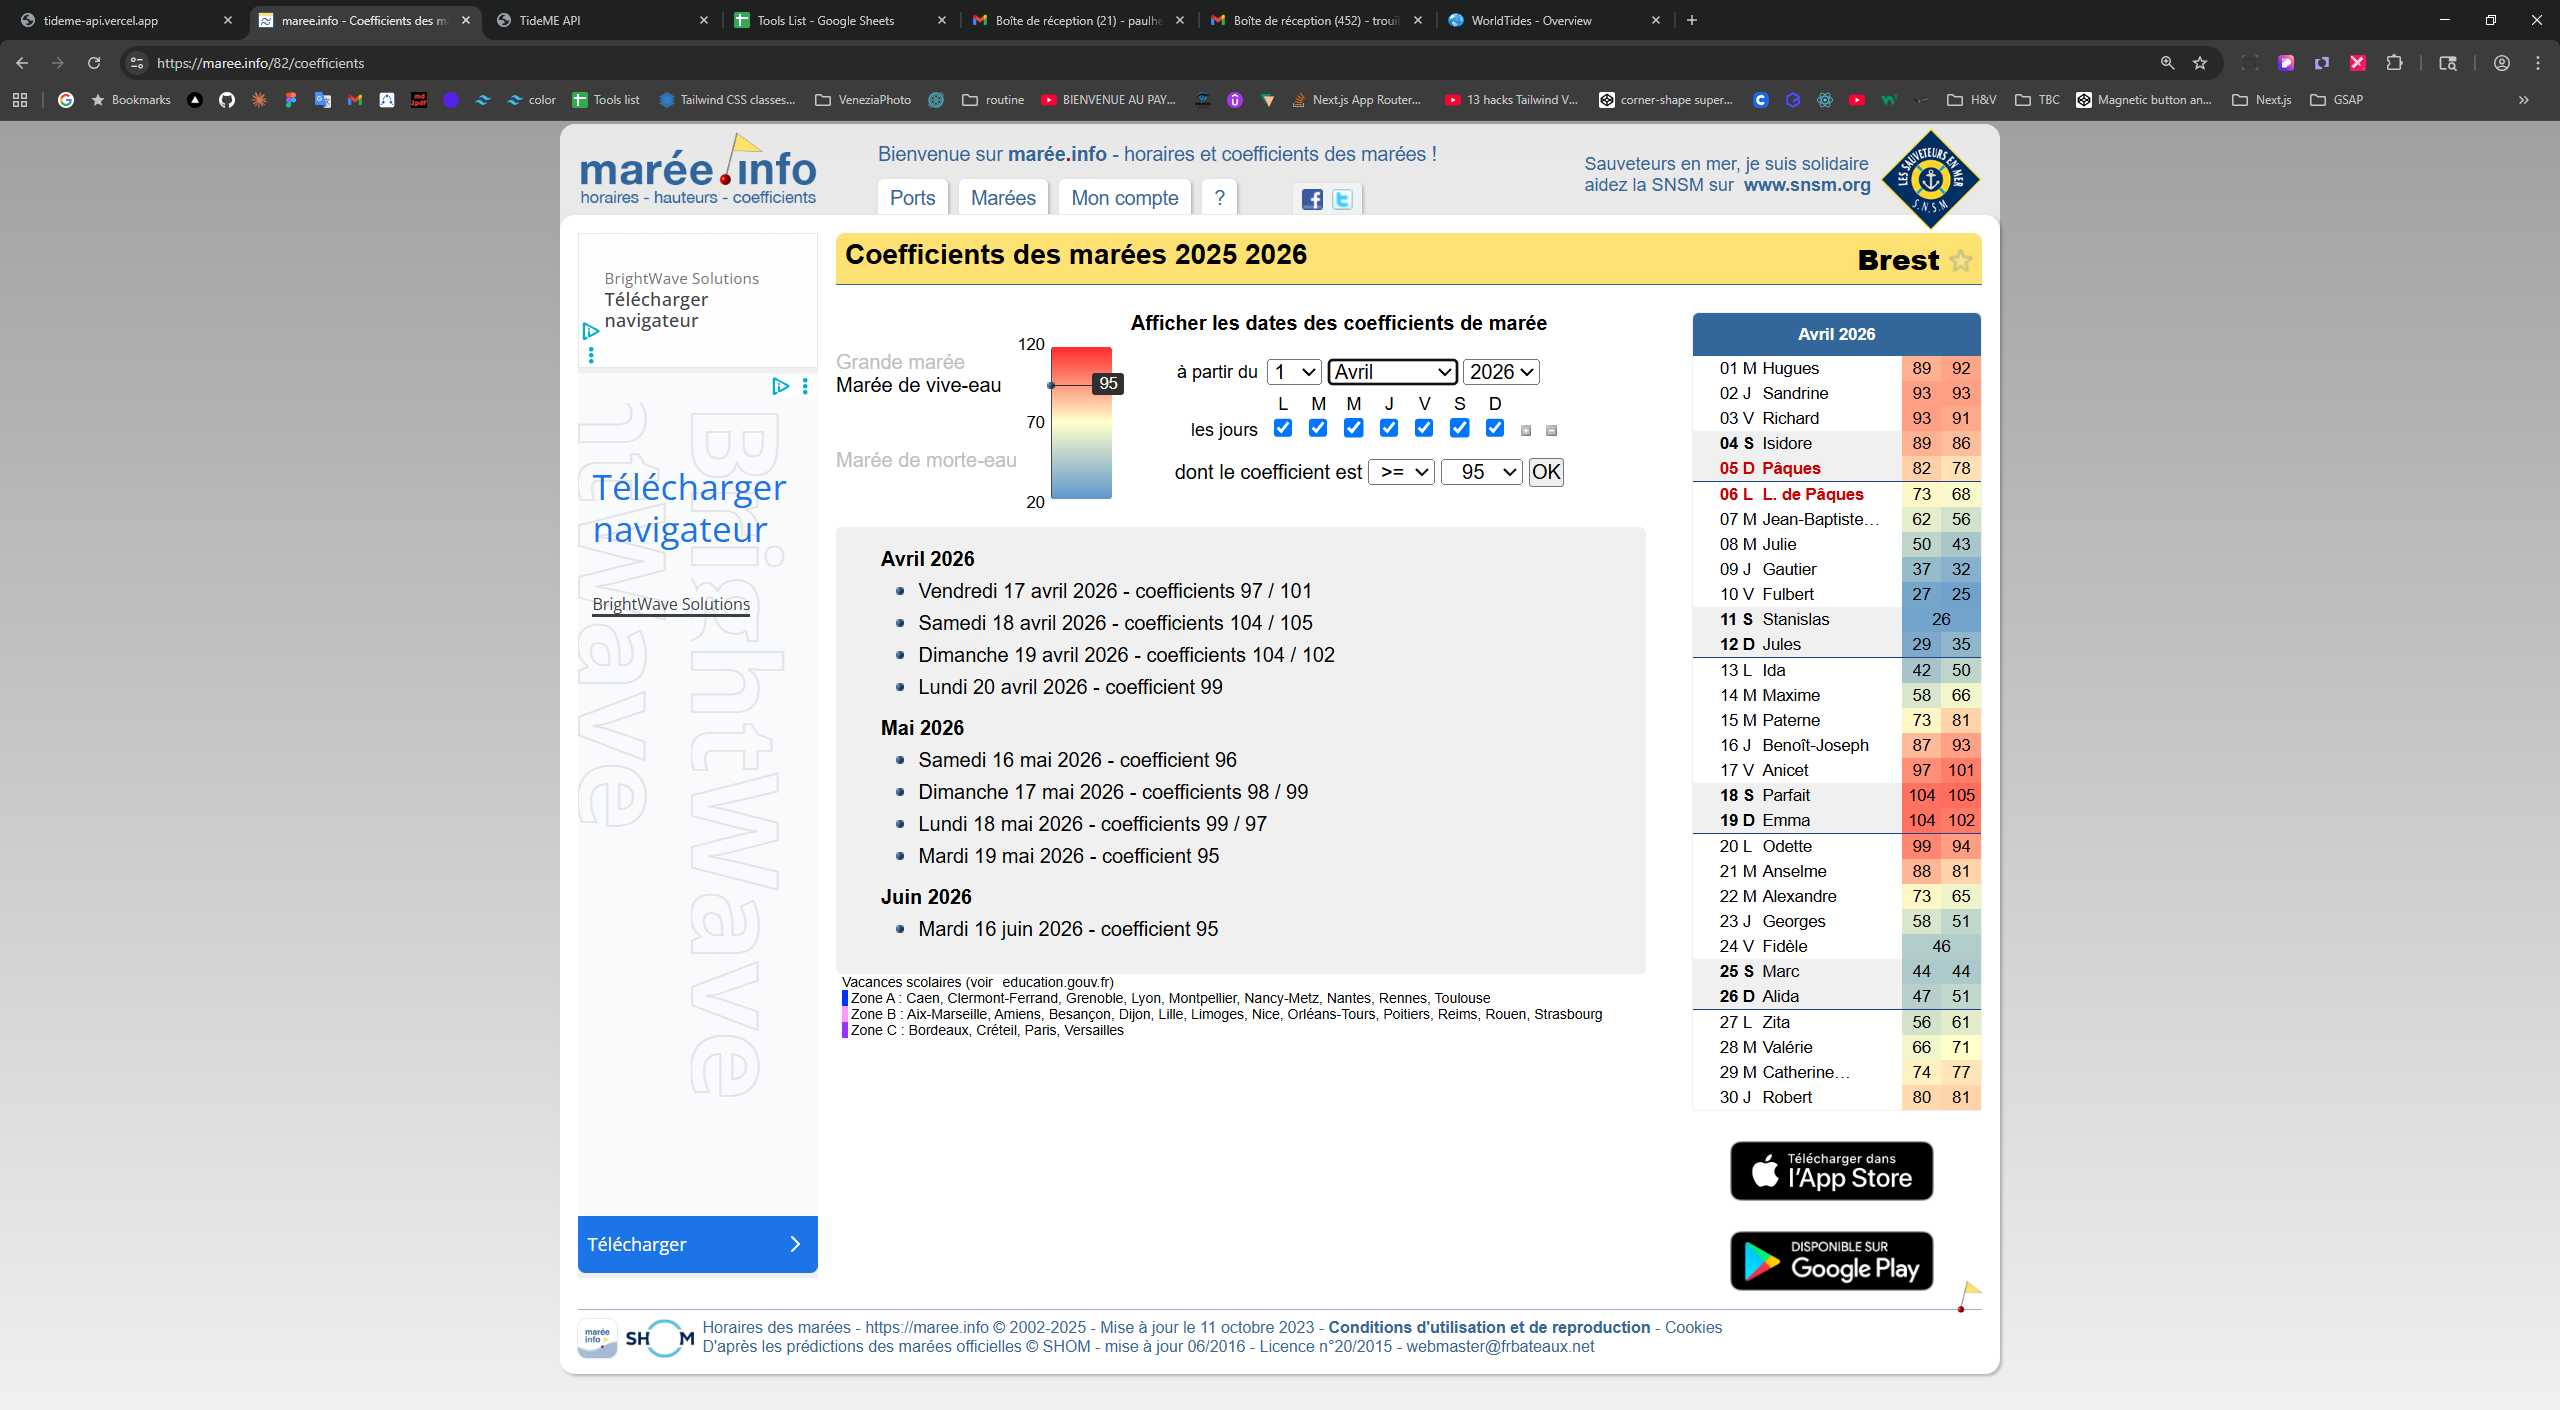 tideme-api.vercel.app
maree.info - Coefficients des m
TideME API
Tools List - Google Sheets
Boîte de réception (21) - paulhe
Boîte de réception (452) - trouil
WorldTides - Overview
https://maree.info/82/coefficients
Bookmarks
color
Tools list
Tailwind CSS classes...
VeneziaPhoto
routine
BIENVENUE AU PAY...
Next.js App Router...
13 hacks Tailwind V...
corner-shape super...
H&V
TBC
Magnetic button an...
Next.js
GSAP
marée.info
horaires - hauteurs - coefficients
Bienvenue sur marée.info - horaires et coefficients des marées !
Ports
Marées
Mon compte
?
Sauveteurs en mer, je suis solidaire
aidez la SNSM sur www.snsm.org
LES SAUVETEURS EN MER
S.N.S.M
BrightWave Solutions
Télécharger
navigateur
BrightWave
ntWave
Télécharger
navigateur
BrightWave Solutions
Télécharger
Coefficients des marées 2025 2026
Brest
Afficher les dates des coefficients de marée
120
Grande marée
Marée de vive-eau
95
70
Marée de morte-eau
20
à partir du 1 Avril 2026
L M M J V S D
les jours
dont le coefficient est >= 95 OK
Avril 2026
Vendredi 17 avril 2026 - coefficients 97 / 101
Samedi 18 avril 2026 - coefficients 104 / 105
Dimanche 19 avril 2026 - coefficients 104 / 102
Lundi 20 avril 2026 - coefficient 99
Mai 2026
Samedi 16 mai 2026 - coefficient 96
Dimanche 17 mai 2026 - coefficients 98 / 99
Lundi 18 mai 2026 - coefficients 99 / 97
Mardi 19 mai 2026 - coefficient 95
Juin 2026
Mardi 16 juin 2026 - coefficient 95
Vacances scolaires (voir education.gouv.fr)
Zone A : Caen, Clermont-Ferrand, Grenoble, Lyon, Montpellier, Nancy-Metz, Nantes, Rennes, Toulouse
Zone B : Aix-Marseille, Amiens, Besançon, Dijon, Lille, Limoges, Nice, Orléans-Tours, Poitiers, Reims, Rouen, Strasbourg
Zone C : Bordeaux, Créteil, Paris, Versailles
Avril 2026
01 M Hugues 89 92
02 J Sandrine 93 93
03 V Richard 93 91
04 S Isidore 89 86
05 D Pâques 82 78
06 L L. de Pâques 73 68
07 M Jean-Baptiste… 62 56
08 M Julie 50 43
09 J Gautier 37 32
10 V Fulbert 27 25
11 S Stanislas 26
12 D Jules 29 35
13 L Ida 42 50
14 M Maxime 58 66
15 M Paterne 73 81
16 J Benoît-Joseph 87 93
17 V Anicet 97 101
18 S Parfait 104 105
19 D Emma 104 102
20 L Odette 99 94
21 M Anselme 88 81
22 M Alexandre 73 65
23 J Georges 58 51
24 V Fidèle 46
25 S Marc 44 44
26 D Alida 47 51
27 L Zita 56 61
28 M Valérie 66 71
29 M Catherine… 74 77
30 J Robert 80 81
Télécharger dans
l'App Store
DISPONIBLE SUR
Google Play
marée
info
SHOM
Horaires des marées - https://maree.info © 2002-2025 - Mise à jour le 11 octobre 2023 - Conditions d'utilisation et de reproduction - Cookies
D'après les prédictions des marées officielles © SHOM - mise à jour 06/2016 - Licence n°20/2015 - webmaster@frbateaux.net